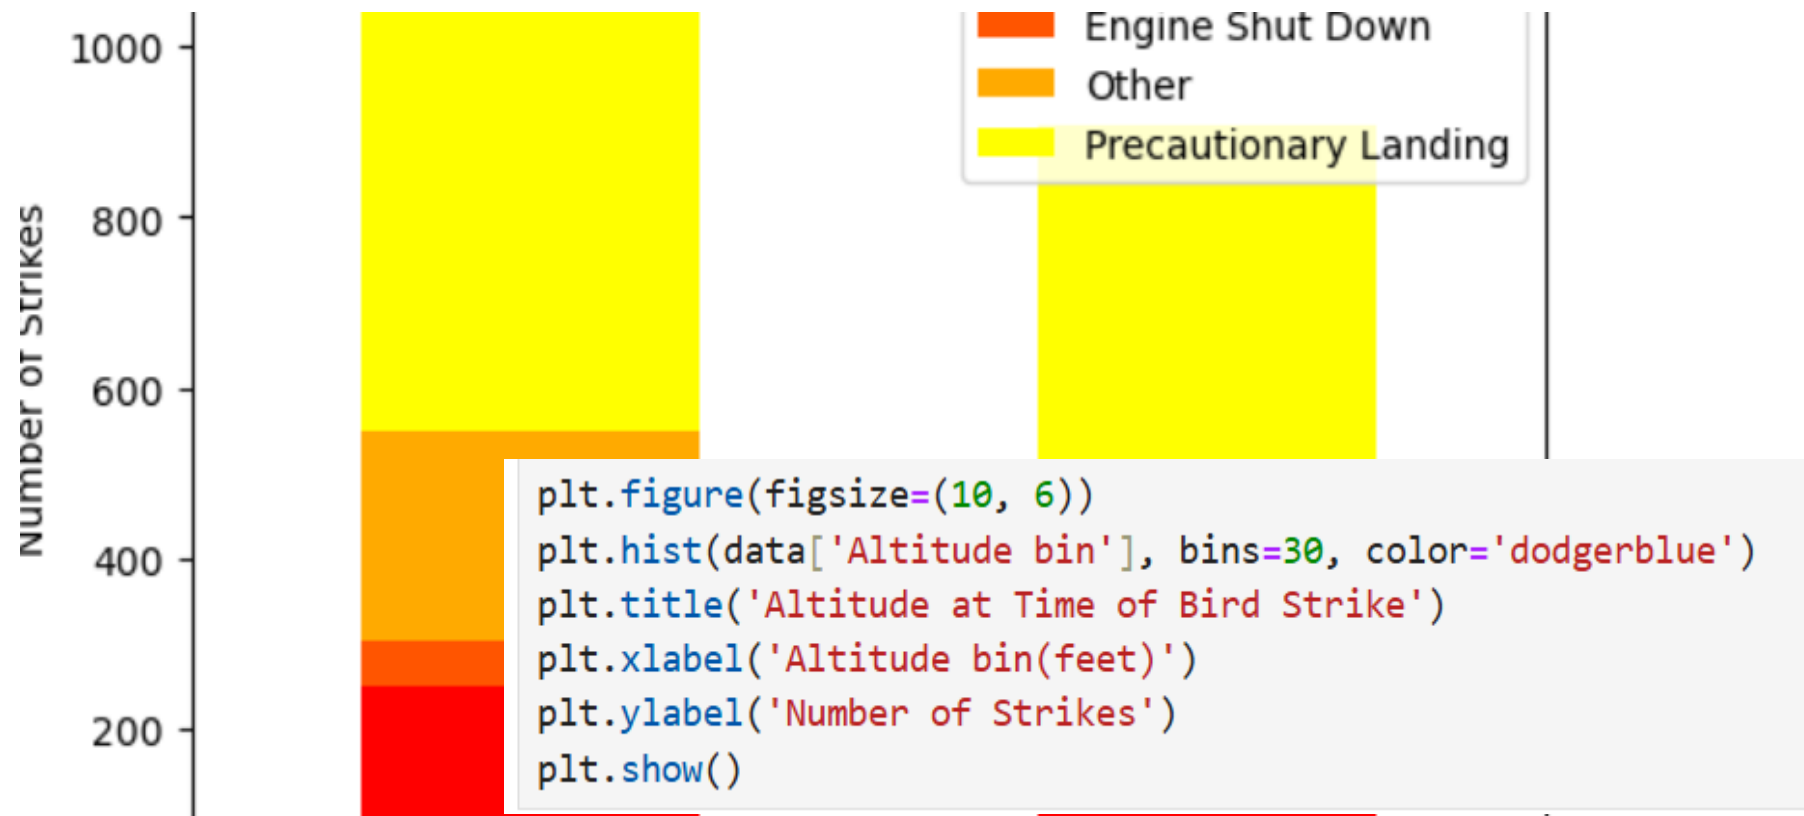 1000
800
600
400
200
Number of Strikes
Engine Shut Down
Other
Precautionary Landing
plt.figure(figsize=(10, 6))
plt.hist(data['Altitude bin'], bins=30, color='dodgerblue')
plt.title('Altitude at Time of Bird Strike')
plt.xlabel('Altitude bin(feet)')
plt.ylabel('Number of Strikes')
plt.show()